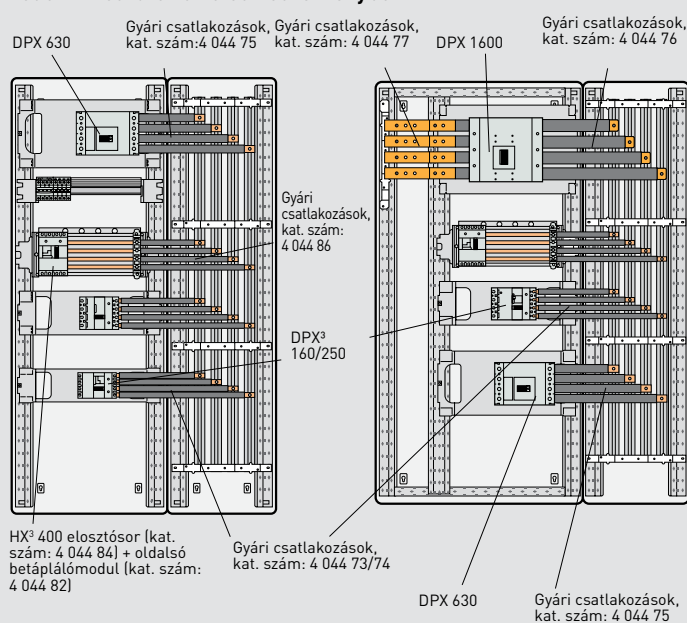 DPX 630
Gyári csatlakozások,
kat. szám:4 044 75
Gyári csatlakozások,
kat. szám: 4 044 77
DPX 1600
Gyári csatlakozások,
kat. szám: 4 044 76
Gyári
csatlakozások,
kat. szám:
4 044 86
DPX³
160/250
HX³ 400 elosztósor (kat.
szám: 4 044 84) + oldalsó
betáplálómodul (kat. szám:
4 044 82)
Gyári csatlakozások,
kat. szám: 4 044 73/74
DPX 630
Gyári csatlakozások,
kat. szám: 4 044 75